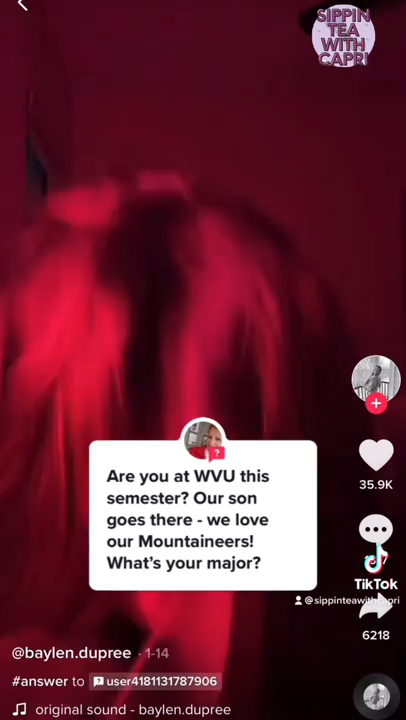 SIPPIN
TEA
WITH
CAPRI
Are you at WVU this
semester? Our son
goes there - we love
our Mountaineers!
What's your major?
35.9K
TikTok
@sippinteawithcapri
6218
@baylen.dupree · 1-14
#answer to user4181131787906
original sound - baylen.dupree